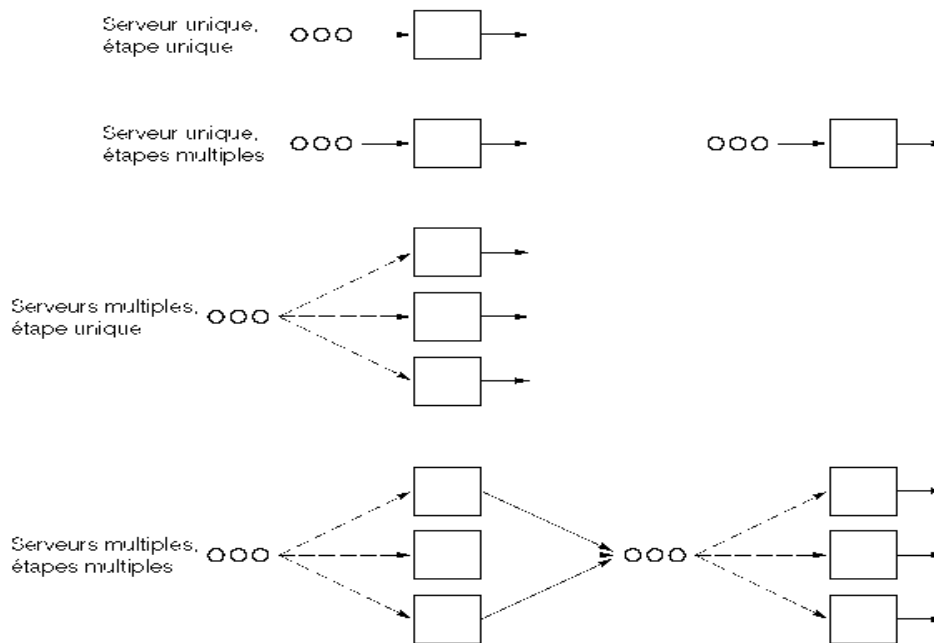 Serveur unique,
étape unique
Serveur unique,
étapes multiples
Serveurs multiples,
étape unique
Serveurs multiples,
étapes multiples